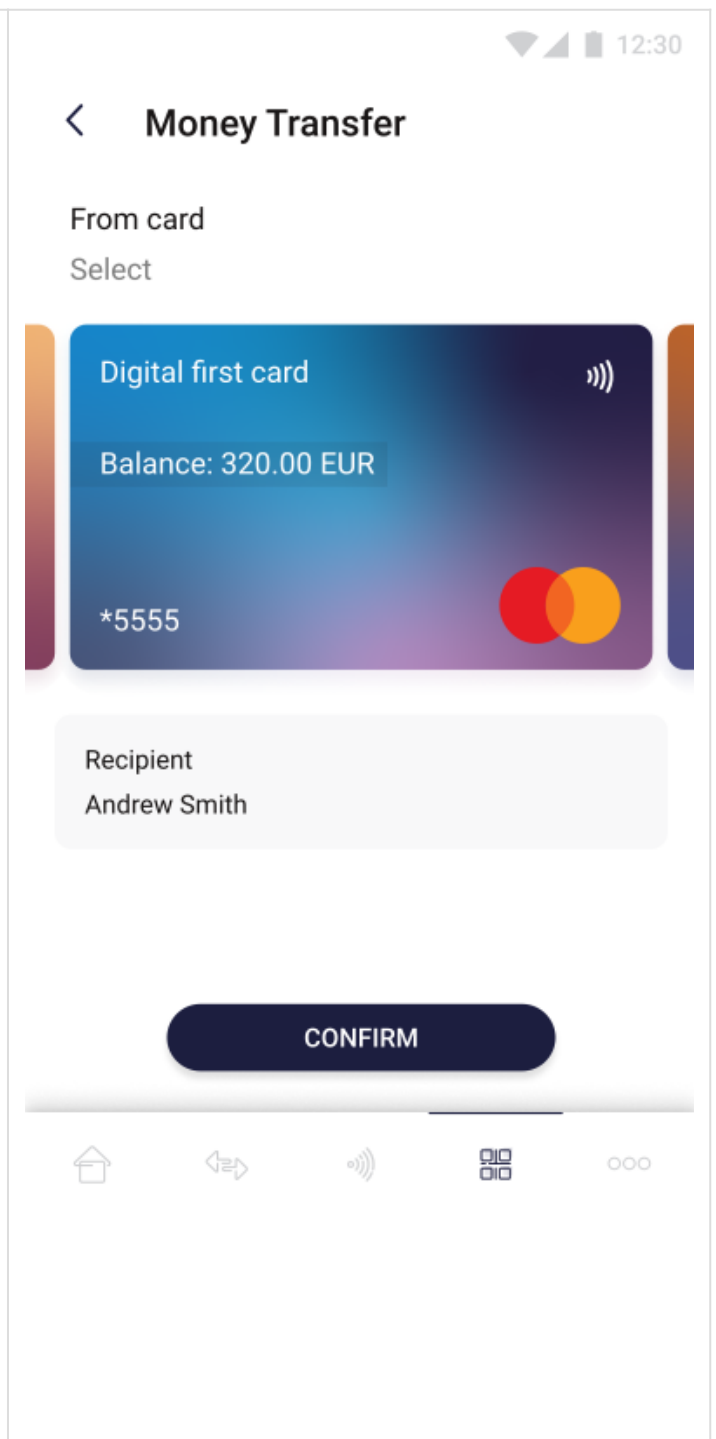 12:30
Money Transfer
From card
Select
Digital first card
Balance: 320.00 EUR
*5555
Recipient
Andrew Smith
CONFIRM